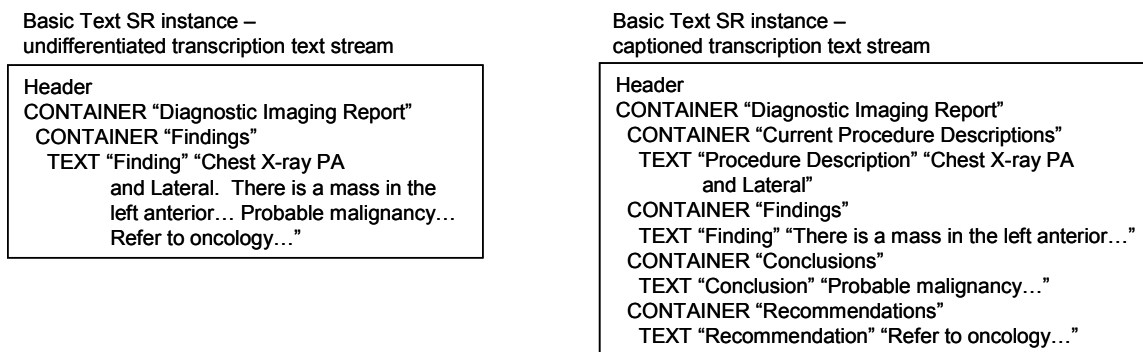 Basic Text SR instance –
undifferentiated transcription text stream
Header
CONTAINER “Diagnostic Imaging Report”
CONTAINER “Findings”
TEXT “Finding” “Chest X-ray PA
and Lateral.  There is a mass in the
left anterior… Probable malignancy…
Refer to oncology…”
Basic Text SR instance –
captioned transcription text stream
Header
CONTAINER “Diagnostic Imaging Report”
CONTAINER “Current Procedure Descriptions”
TEXT “Procedure Description” “Chest X-ray PA
and Lateral”
CONTAINER “Findings”
TEXT “Finding” “There is a mass in the left anterior…”
CONTAINER “Conclusions”
TEXT “Conclusion” “Probable malignancy…”
CONTAINER “Recommendations”
TEXT “Recommendation” “Refer to oncology…”